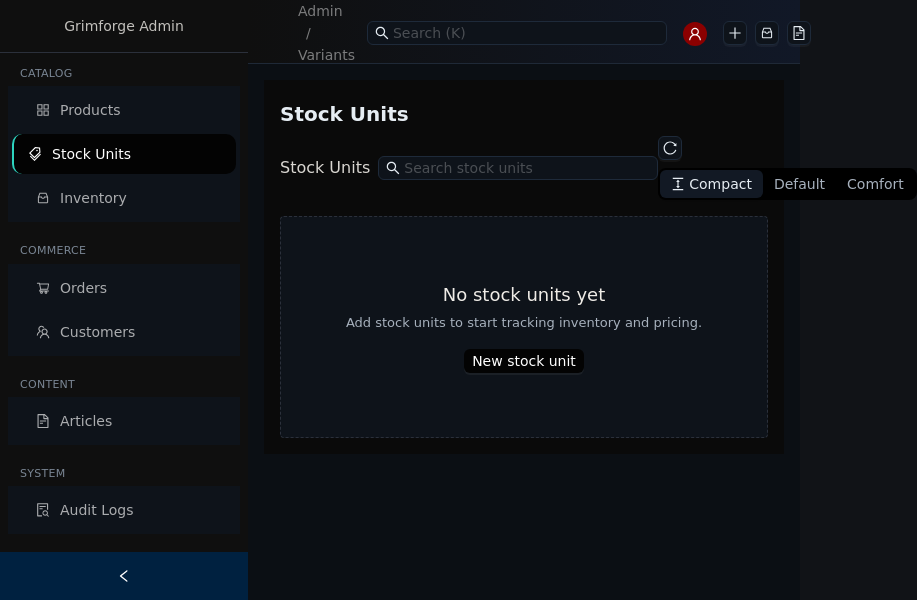 Grimforge Admin
CATALOG
Products
Stock Units
Inventory
COMMERCE
Orders
Customers
CONTENT
Articles
SYSTEM
Audit Logs
Admin
/
Variants
Search (K)
Stock Units
Stock Units
Search stock units
Compact Default Comfort
No stock units yet
Add stock units to start tracking inventory and pricing.
New stock unit